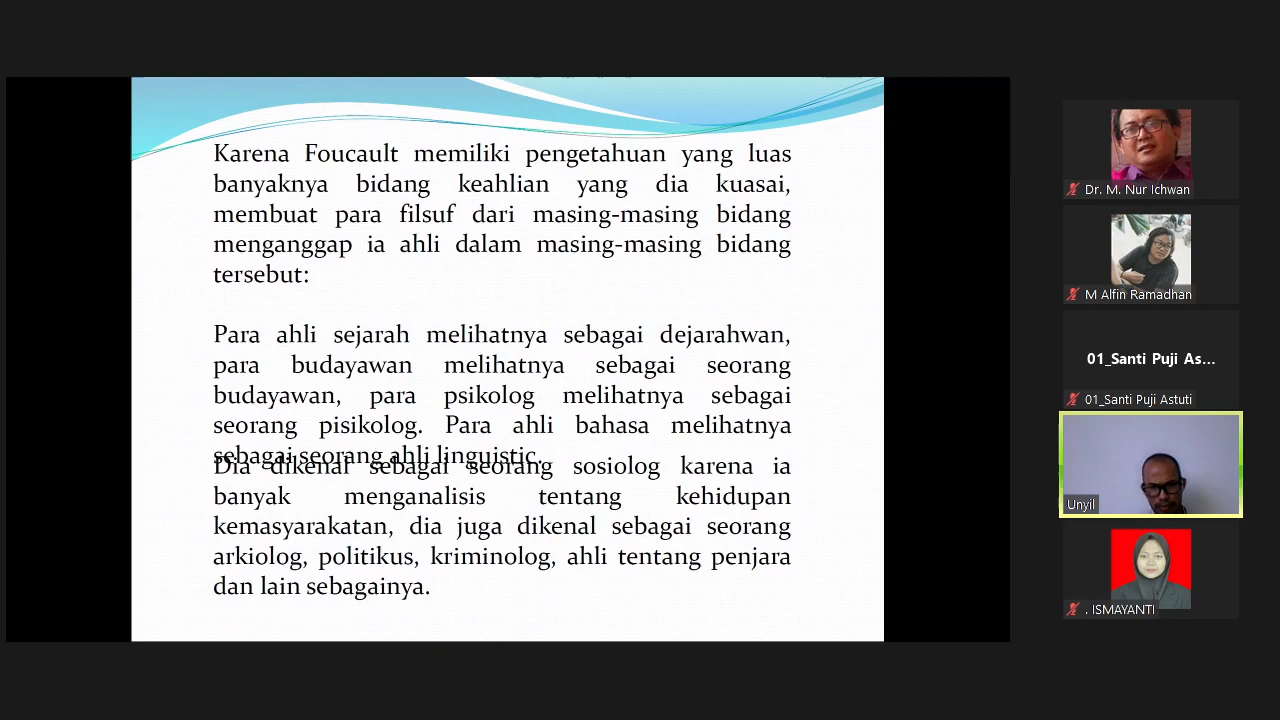 Karena Foucault memiliki pengetahuan yang luas
banyaknya bidang keahlian yang dia kuasai,
membuat para filsuf dari masing-masing bidang
menganggap ia ahli dalam masing-masing bidang
tersebut:
Para ahli sejarah melihatnya sebagai dejarahwan,
para budayawan melihatnya sebagai seorang
budayawan, para psikolog melihatnya sebagai
seorang pisikolog. Para ahli bahasa melihatnya
sebagai seorang ahli linguistic.
Dia dikenal sebagai seorang sosiolog karena ia
banyak menganalisis tentang kehidupan
kemasyarakatan, dia juga dikenal sebagai seorang
arkiolog, politikus, kriminolog, ahli tentang penjara
dan lain sebagainya.
Dr. M. Nur Ichwan
M Alfin Ramadhan
01_Santi Puji As...
01_Santi Puji Astuti
Unyil
. ISMAYANTI